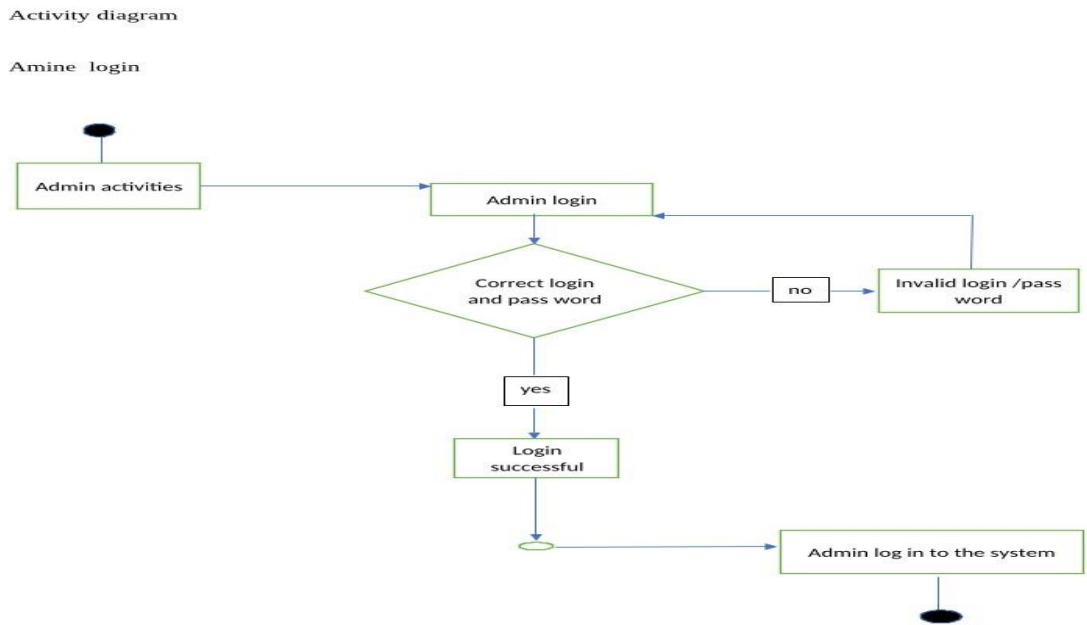 Activity diagram
Amine login
Admin activities
Admin login
Correct login
and pass word
no
Invalid login /pass
word
yes
Login
successful
Admin log in to the system